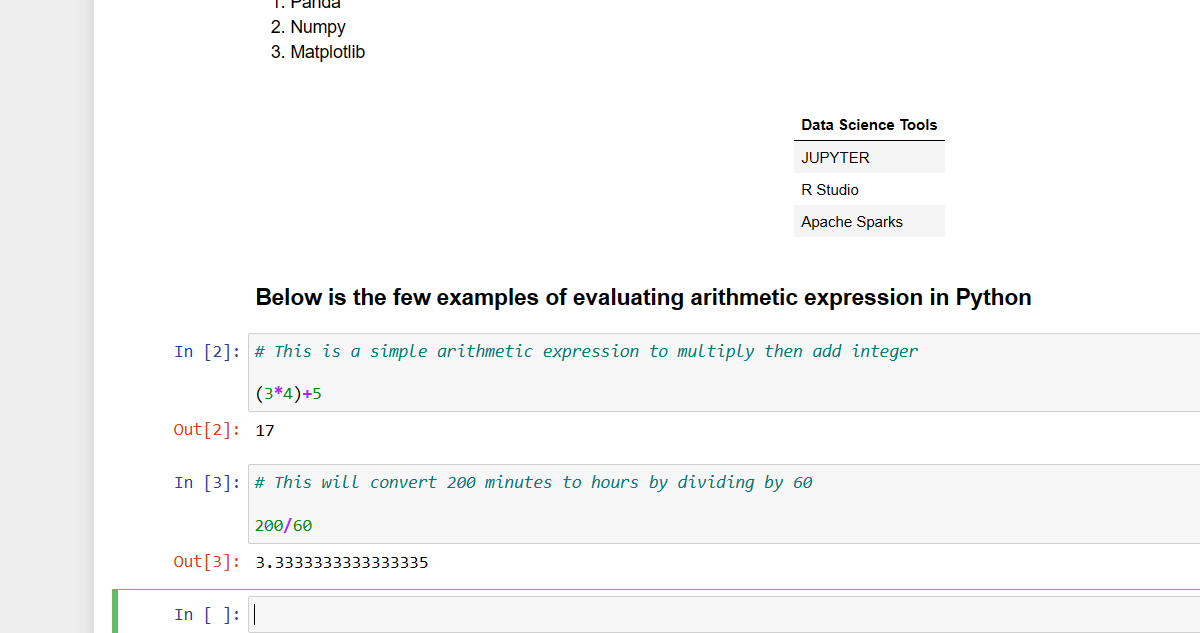 1. Panda
2. Numpy
3. Matplotlib
Data Science Tools
JUPYTER
R Studio
Apache Sparks
Below is the few examples of evaluating arithmetic expression in Python
In [2]: # This is a simple arithmetic expression to multiply then add integer
(3*4)+5
Out[2]: 17
In [3]: # This will convert 200 minutes to hours by dividing by 60
200/60
Out[3]: 3.3333333333333335
In [ ]: